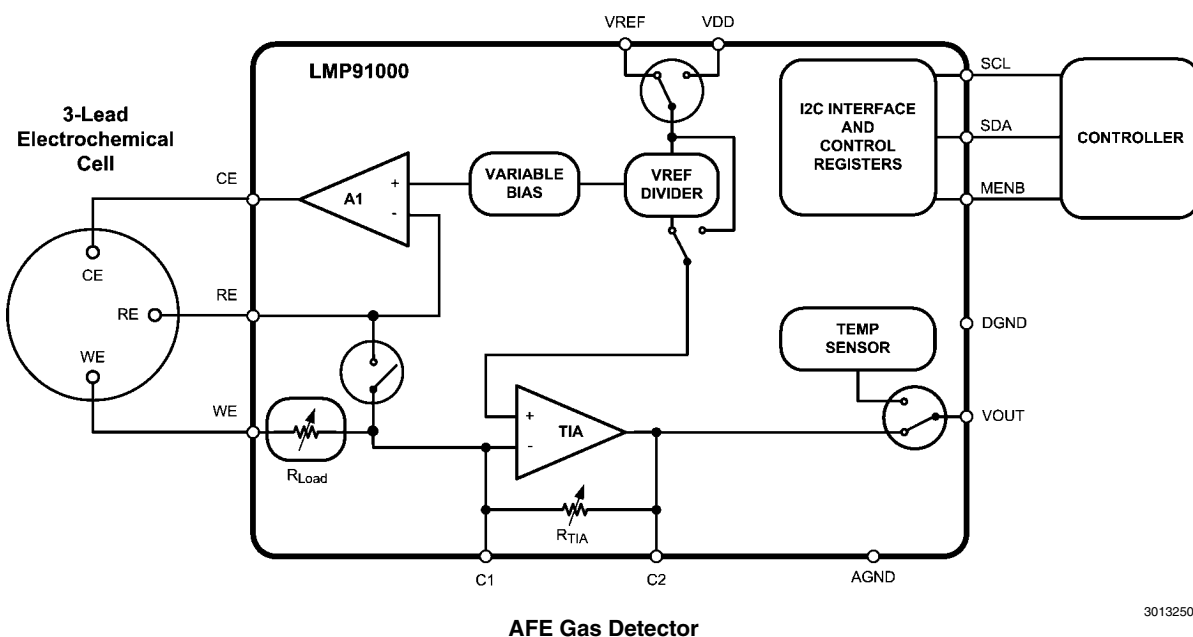 VREF
VDD
LMP91000
SCL
3-Lead
Electrochemical
Cell
I2C INTERFACE
AND
CONTROL
REGISTERS
SDA
CONTROLLER
MENB
CE
A1
+
-
VARIABLE
BIAS
VREF
DIVIDER
CE
RE
RE
WE
WE
RLoad
TEMP
SENSOR
DGND
VOUT
+
-
TIA
RTIA
C1
C2
AGND
3013250
AFE Gas Detector